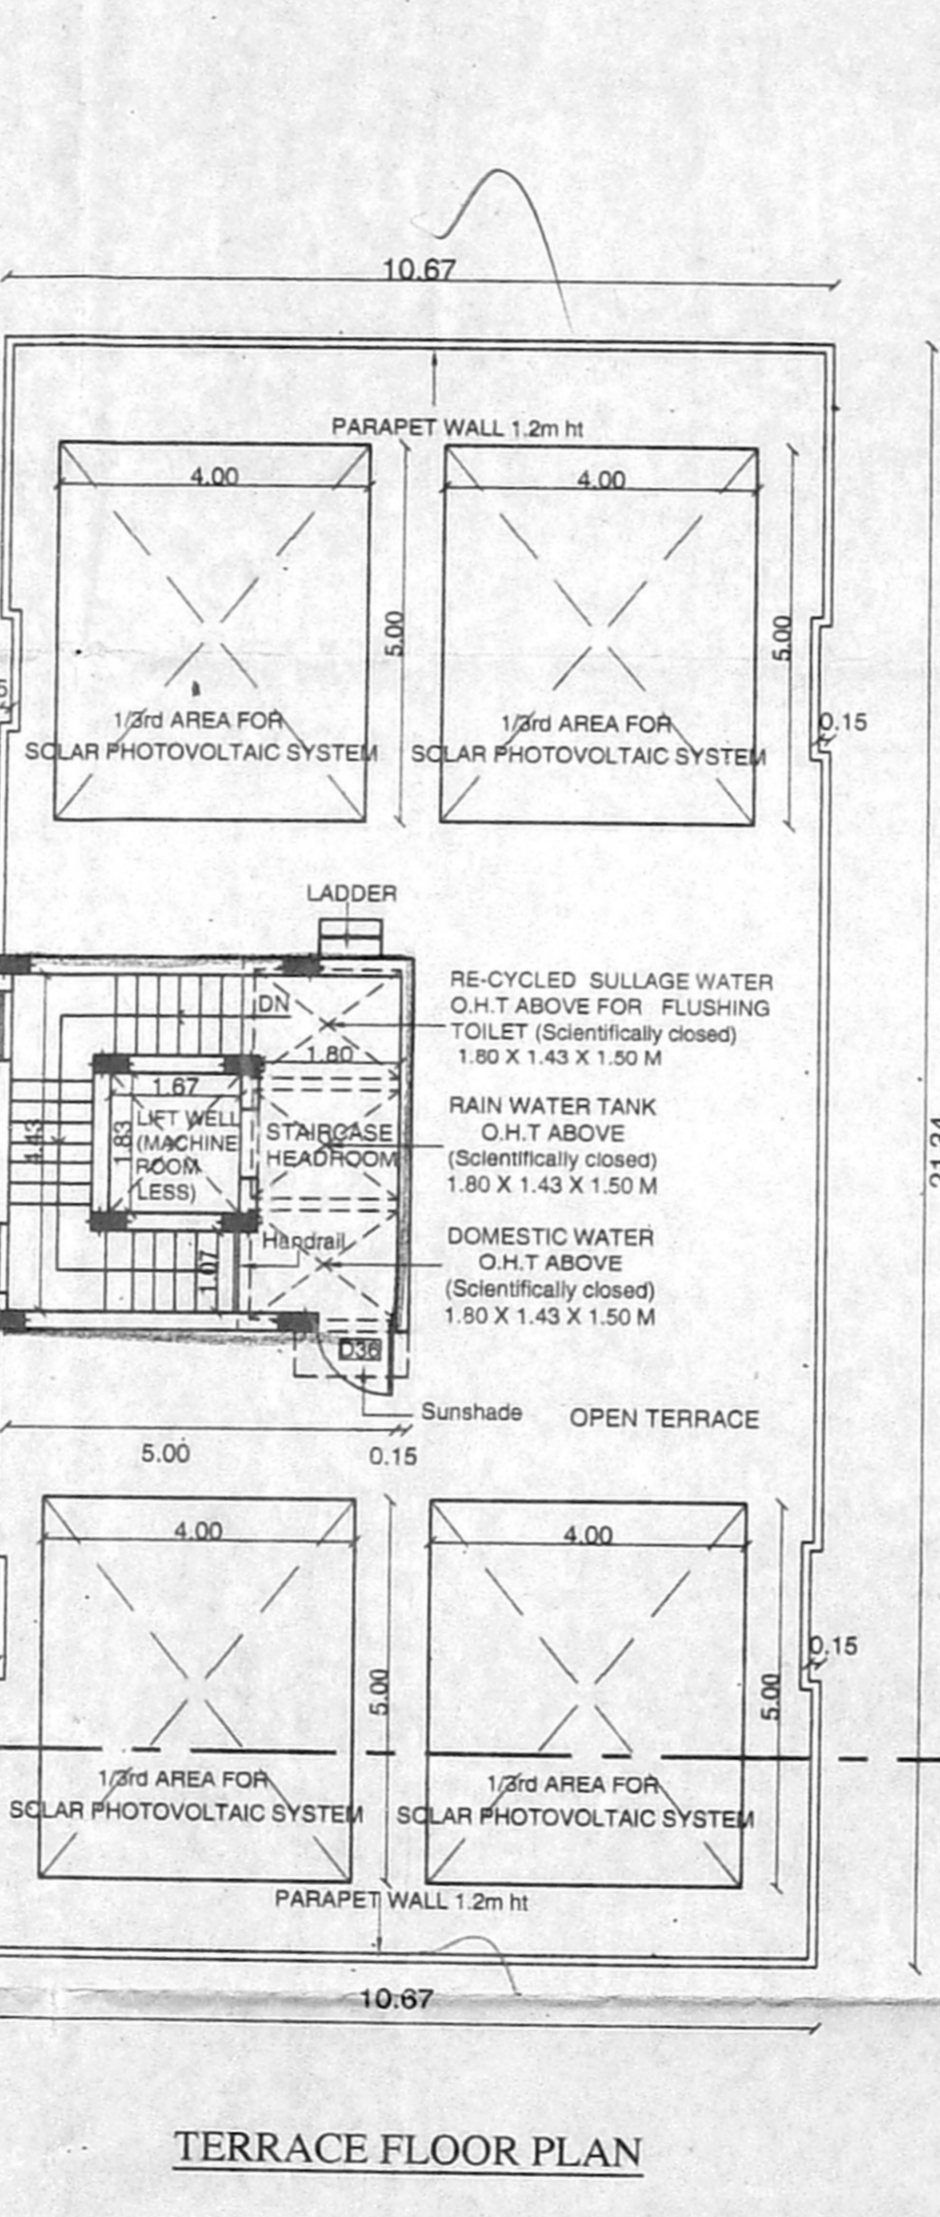 10.67
PARAPET WALL 1.2m ht
4.00
4.00
5.00
5.00
1/3rd AREA FOR
SOLAR PHOTOVOLTAIC SYSTEM
1/3rd AREA FOR
SOLAR PHOTOVOLTAIC SYSTEM
0.15
LADDER
DN
1.80
RE-CYCLED SULLAGE WATER
O.H.T ABOVE FOR FLUSHING
TOILET (Scientifically closed)
1.80 X 1.43 X 1.50 M
1.67
4.43
1.83
LIFT WELL
(MACHINE
ROOM
LESS)
STAIRCASE
HEADROOM
RAIN WATER TANK
O.H.T ABOVE
(Scientifically closed)
1.80 X 1.43 X 1.50 M
Handrail
1.07
DOMESTIC WATER
O.H.T ABOVE
(Scientifically closed)
1.80 X 1.43 X 1.50 M
D36
Sunshade
OPEN TERRACE
5.00
0.15
4.00
4.00
5.00
5.00
0.15
1/3rd AREA FOR
SOLAR PHOTOVOLTAIC SYSTEM
1/3rd AREA FOR
SOLAR PHOTOVOLTAIC SYSTEM
PARAPET WALL 1.2m ht
10.67
TERRACE FLOOR PLAN